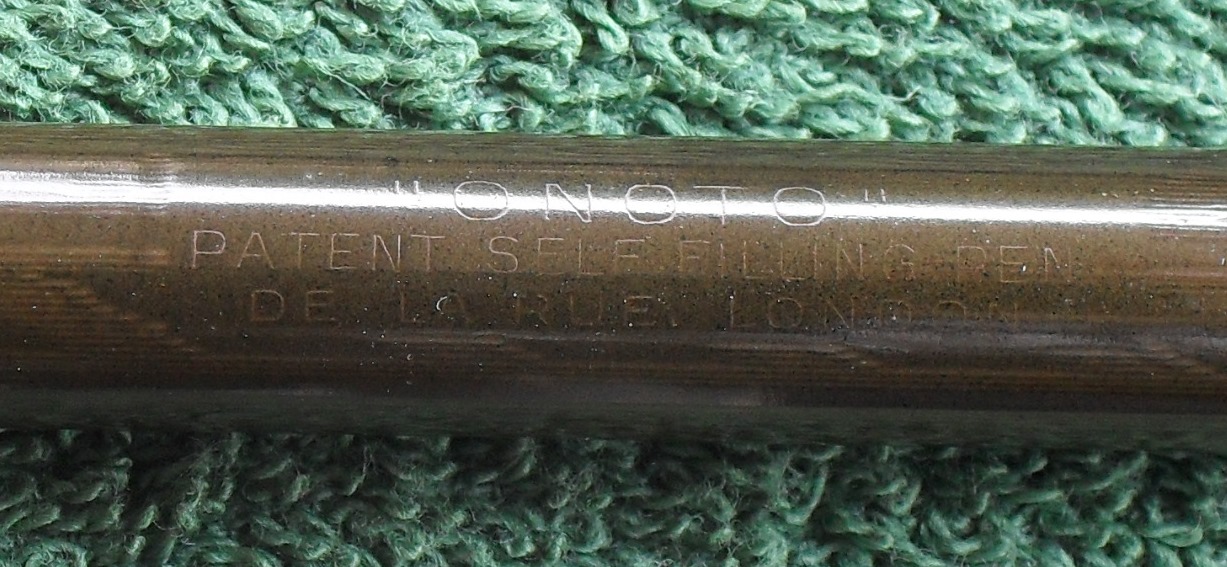 "ONOTO"
PATENT SELF FILLING PEN
DE LA RUE. LONDON